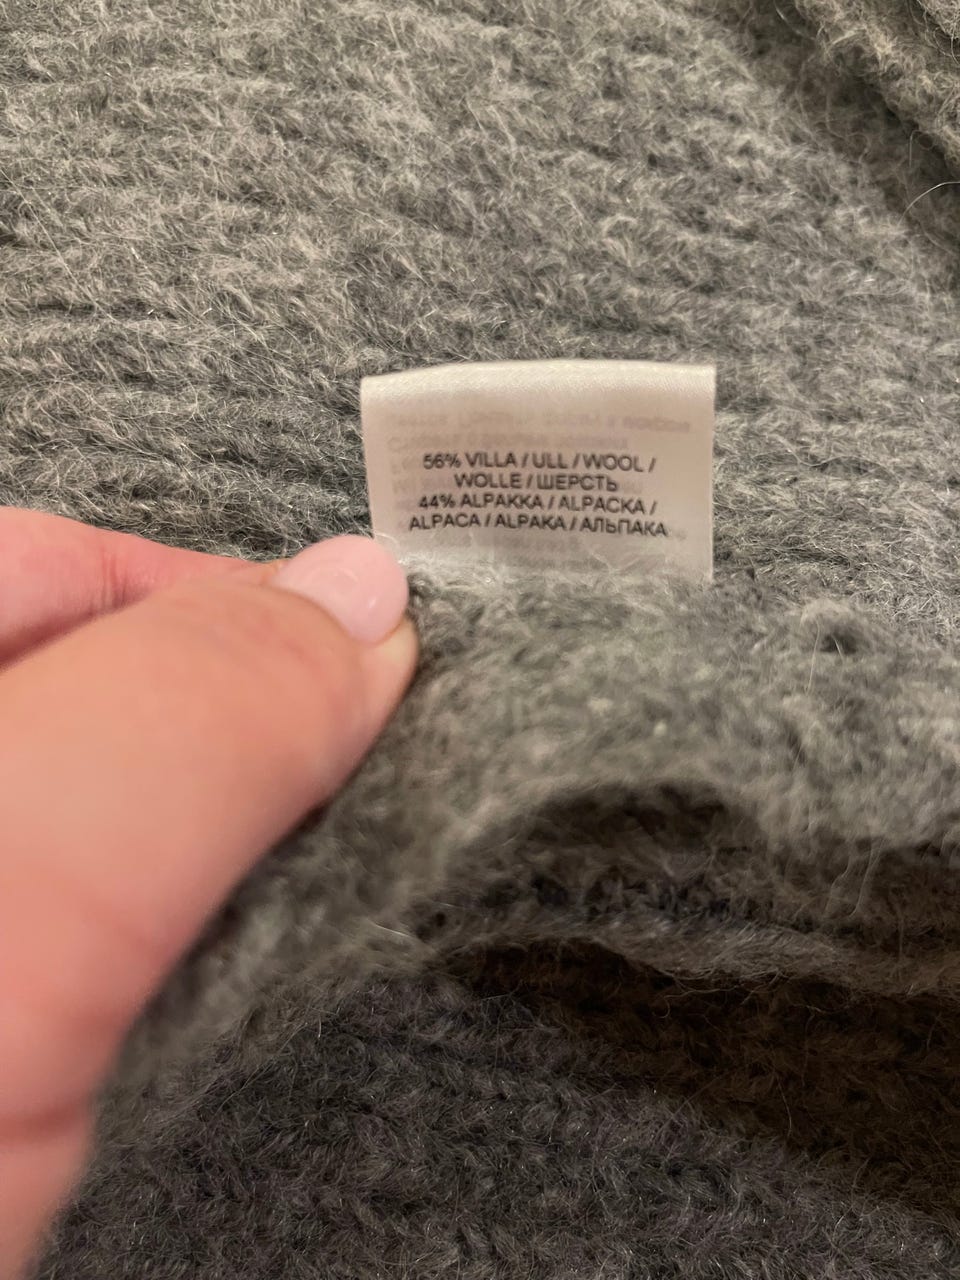 56% VILLA / ULL / WOOL /
WOLLE / ШЕРСТЬ
44% ALPAKKA / ALPACKA /
ALPACA / ALPAKA / АЛЬПАКА